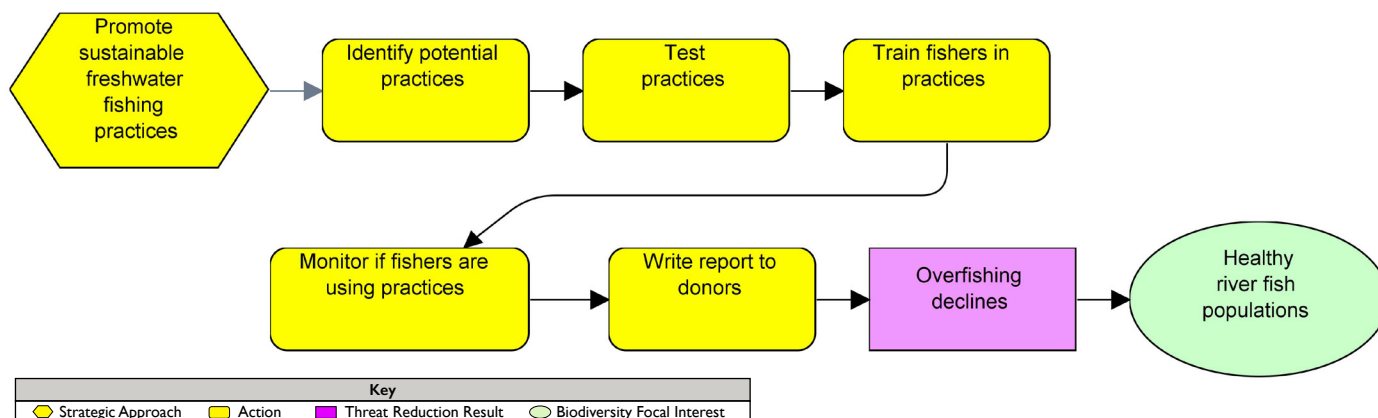 Promote
sustainable
freshwater
fishing
practices
Identify potential
practices
Test
practices
Train fishers in
practices
Monitor if fishers are
using practices
Write report to
donors
Overfishing
declines
Healthy
river fish
populations
Key
Strategic Approach Action Threat Reduction Result Biodiversity Focal Interest